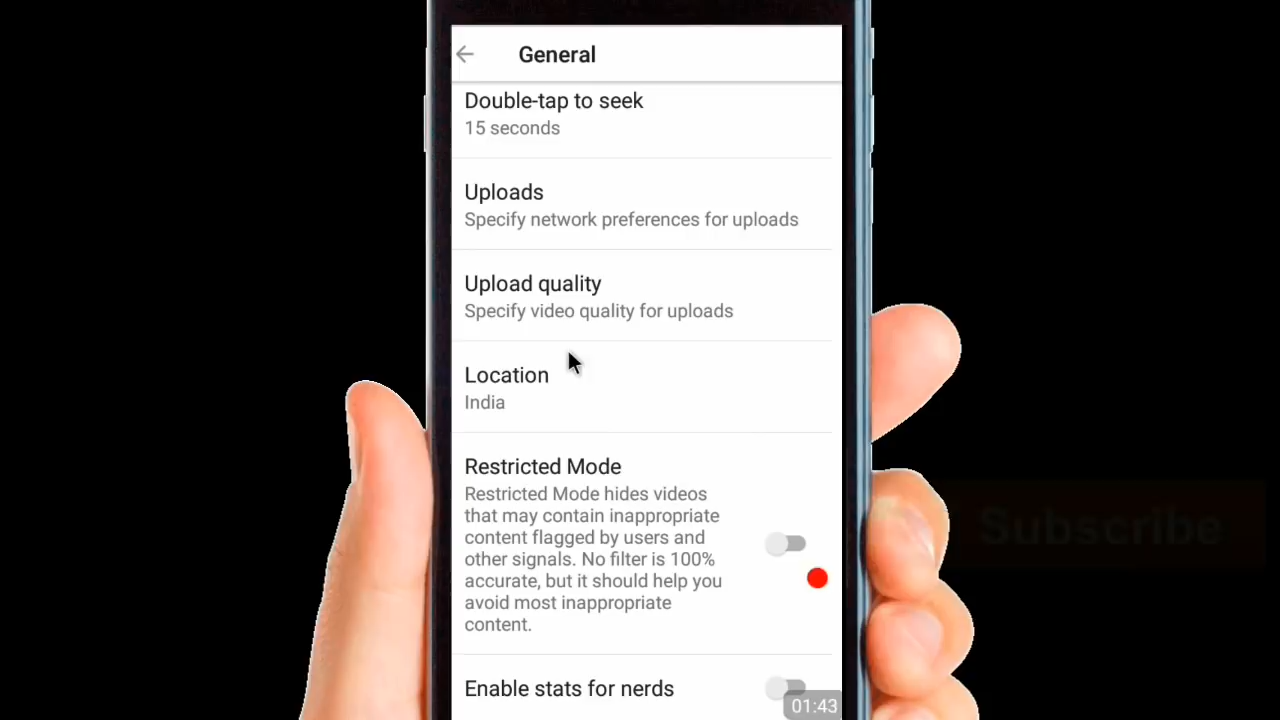 General
Double-tap to seek
15 seconds
Uploads
Specify network preferences for uploads
Upload quality
Specify video quality for uploads
Location
India
Restricted Mode
Restricted Mode hides videos
that may contain inappropriate
content flagged by users and
other signals. No filter is 100%
accurate, but it should help you
avoid most inappropriate
content.
Subscribe
Enable stats for nerds
01:43